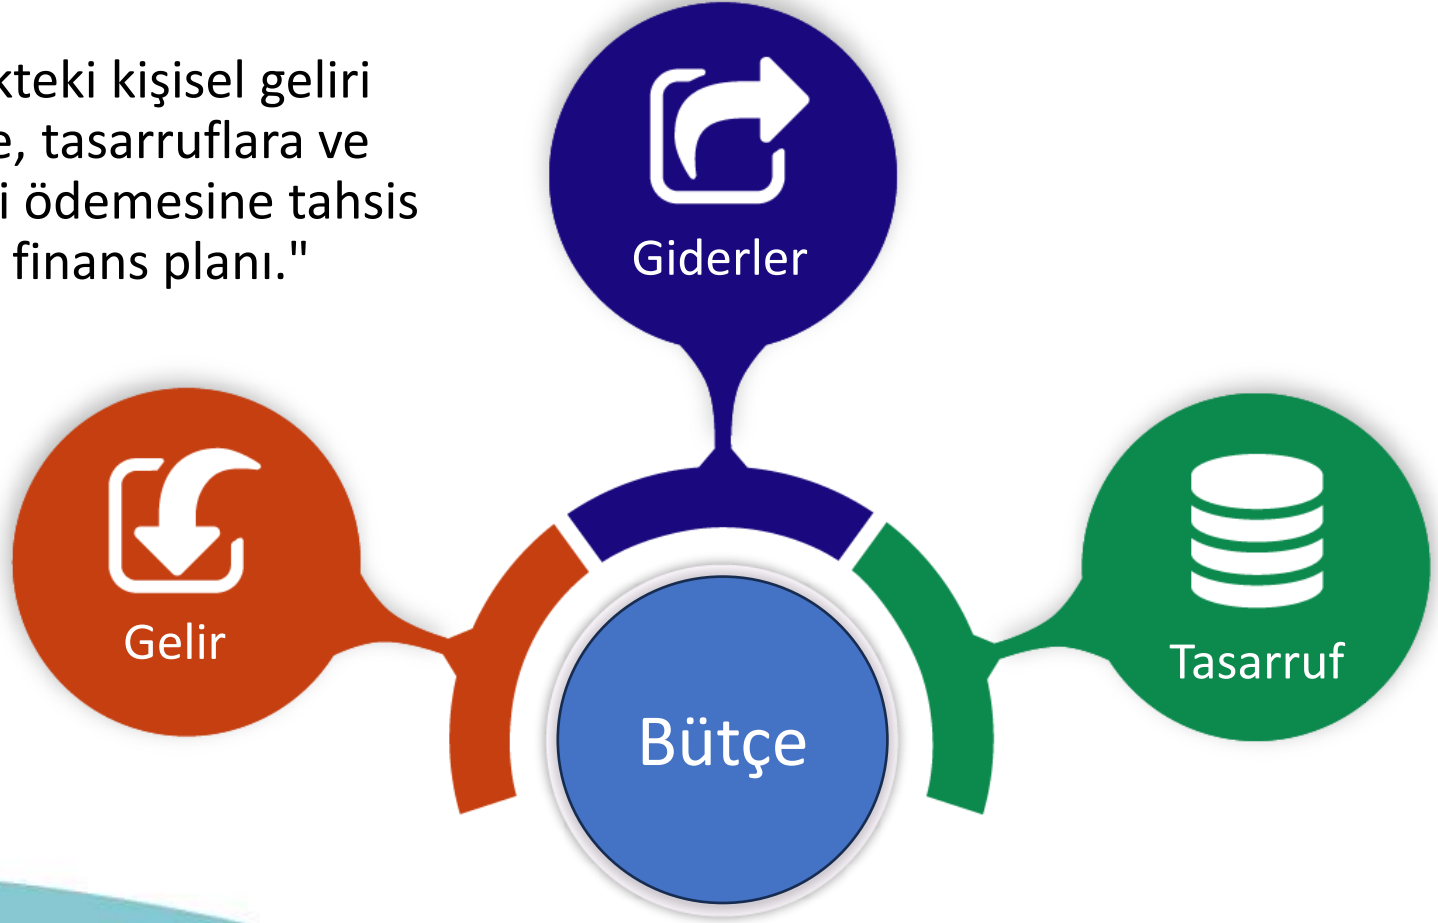 kteki kişisel geliri
e, tasarruflara ve
i ödemesine tahsis
finans planı."
Giderler
Gelir
Tasarruf
Bütçe